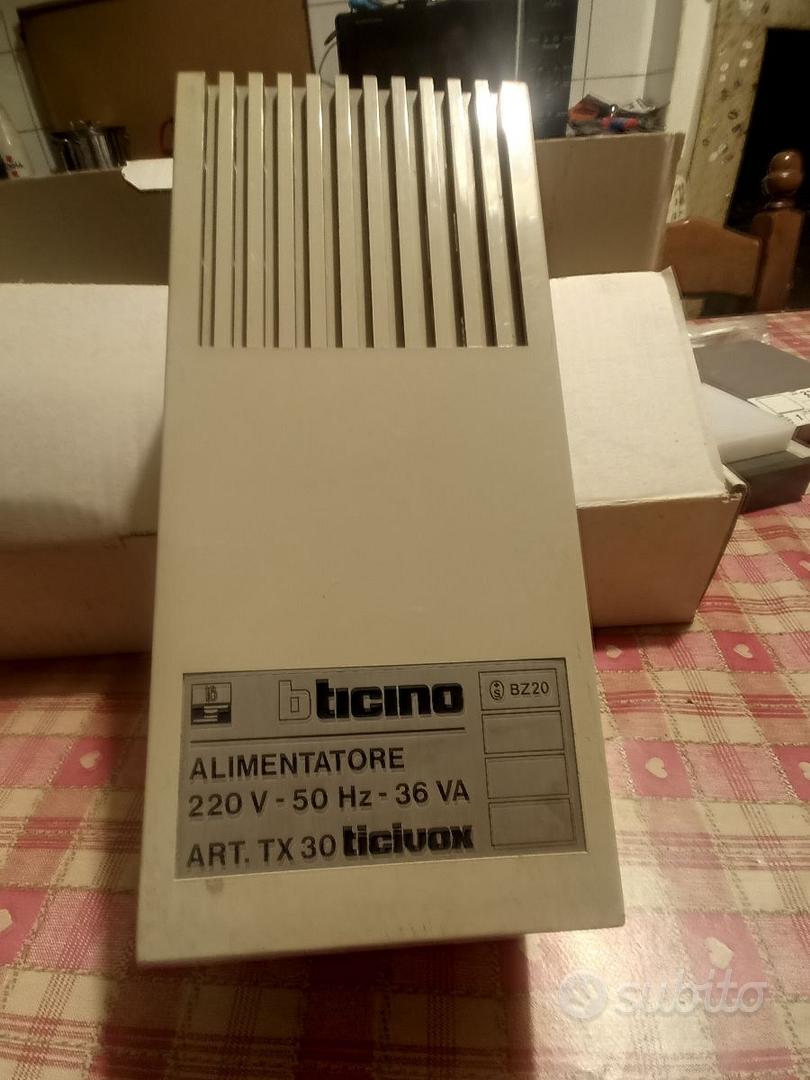 bticino
BZ20
ALIMENTATORE
220 V - 50 Hz - 36 VA
ART. TX 30 ticivox
subito